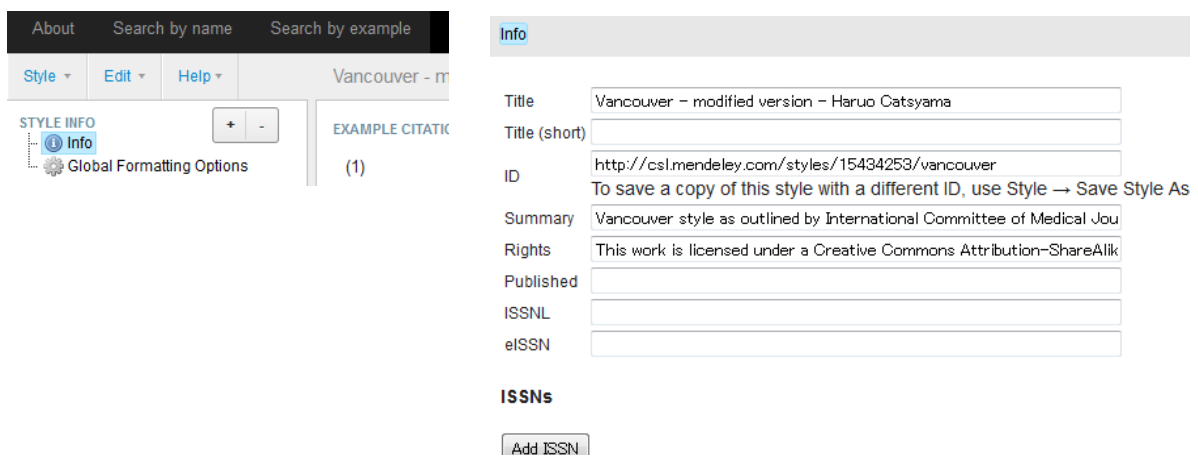 About Search by name Search by example
Style Edit Help Vancouver - m
STYLE INFO + -
Info
Global Formatting Options
EXAMPLE CITATIO
(1)
Info
Title Vancouver - modified version - Haruo Catsyama
Title (short)
ID http://csl.mendeley.com/styles/15434253/vancouver
To save a copy of this style with a different ID, use Style → Save Style As
Summary Vancouver style as outlined by International Committee of Medical Jou
Rights This work is licensed under a Creative Commons Attribution-ShareAlik
Published
ISSNL
eISSN
ISSNs
Add ISSN